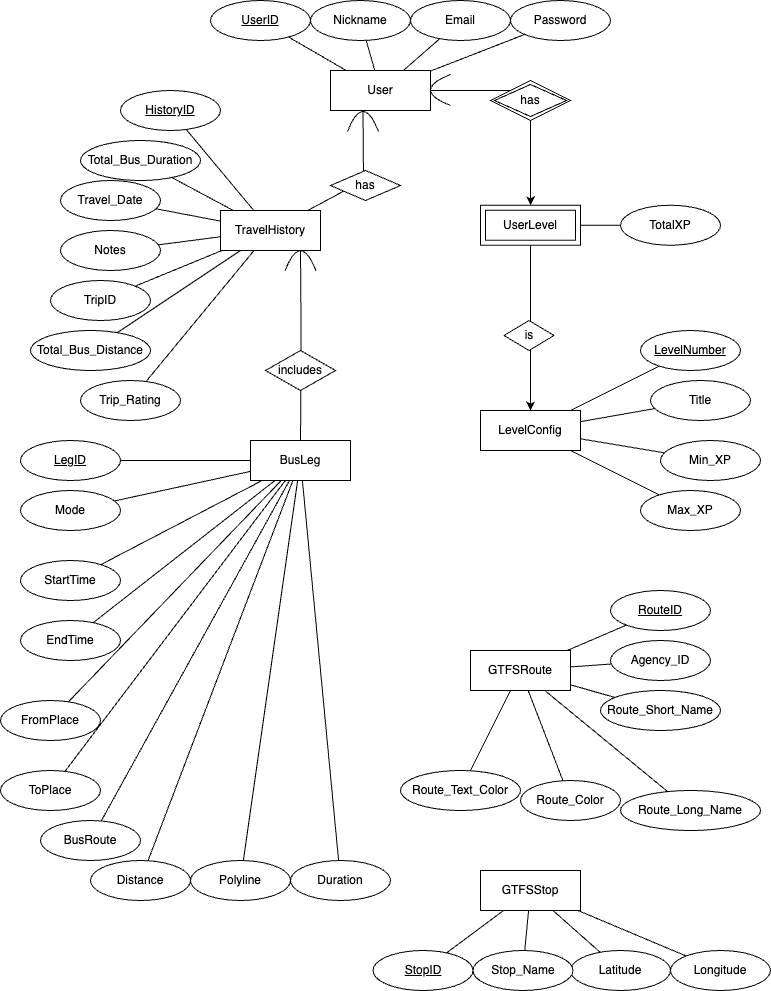 UserID
Nickname
Email
Password
User
has
HistoryID
Total_Bus_Duration
Travel_Date
Notes
TripID
Total_Bus_Distance
Trip_Rating
TravelHistory
has
UserLevel
TotalXP
is
includes
LevelConfig
LevelNumber
Title
Min_XP
Max_XP
BusLeg
LegID
Mode
StartTime
EndTime
FromPlace
ToPlace
BusRoute
Distance
Polyline
Duration
GTFSRoute
RouteID
Agency_ID
Route_Short_Name
Route_Text_Color
Route_Color
Route_Long_Name
GTFSStop
StopID
Stop_Name
Latitude
Longitude